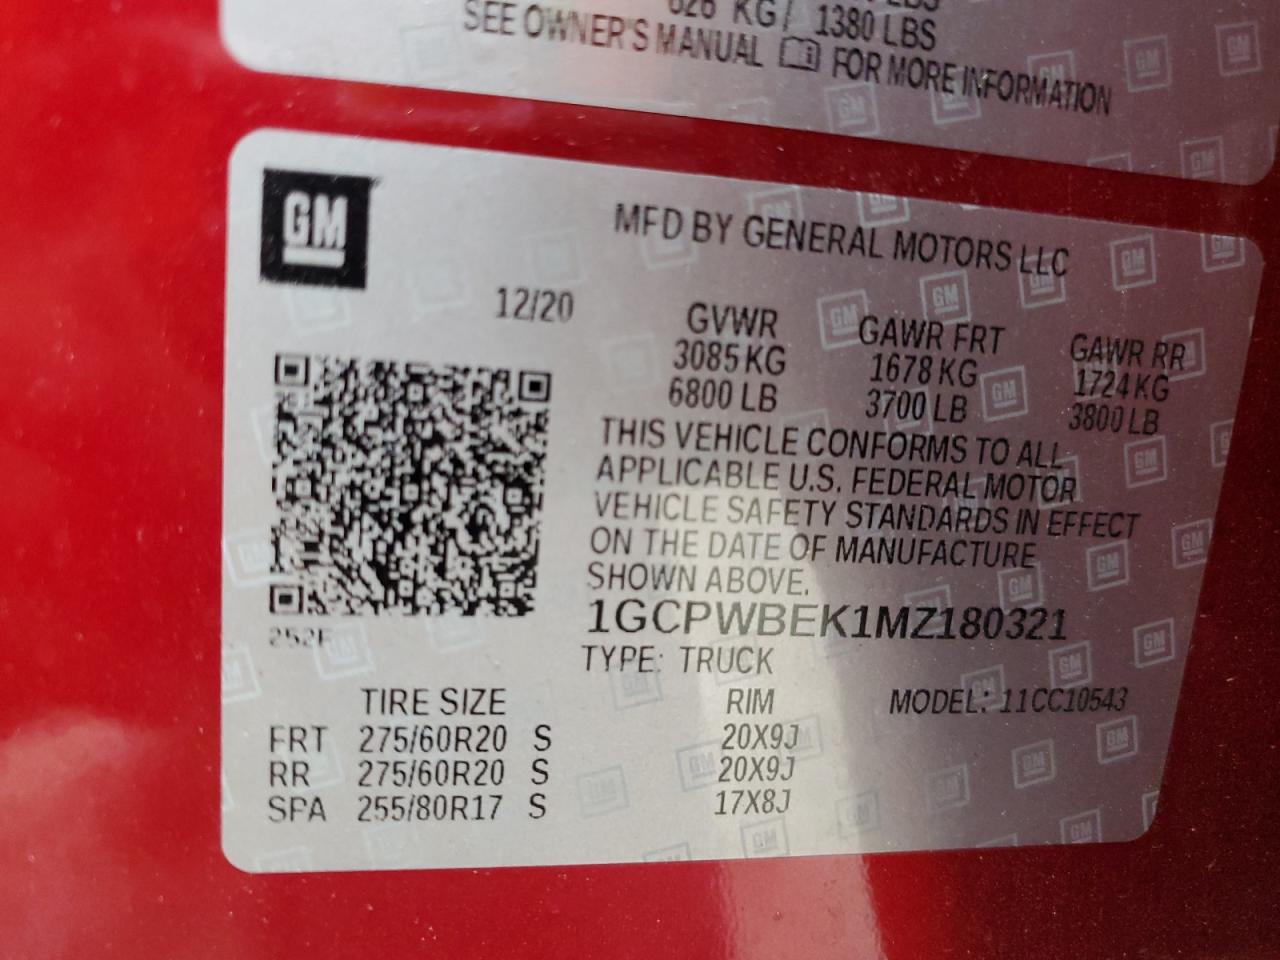 KG/ 1380 LBS
SEE OWNER'S MANUAL FOR MORE INFORMATION
GM
MFD BY GENERAL MOTORS LLC
12/20
GVWR GAWR FRT GAWR RR
3085 KG 1678 KG 1724 KG
6800 LB 3700 LB 3800 LB
THIS VEHICLE CONFORMS TO ALL
APPLICABLE U.S. FEDERAL MOTOR
VEHICLE SAFETY STANDARDS IN EFFECT
ON THE DATE OF MANUFACTURE
SHOWN ABOVE.
1GCPWBEK1MZ180321
TYPE: TRUCK
252F
TIRE SIZE RIM MODEL: 11CC10543
FRT 275/60R20 S 20X9J
RR 275/60R20 S 20X9J
SPA 255/80R17 S 17X8J